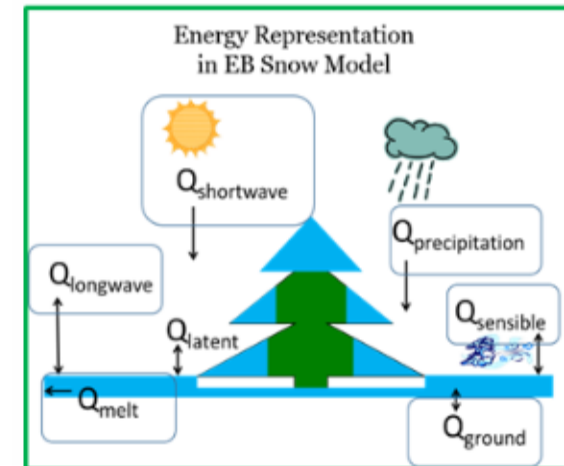 Energy Representation
in EB Snow Model
Qshortwave
Qprecipitation
Qlongwave
Qsensible
Qlatent
Qmelt
Qground